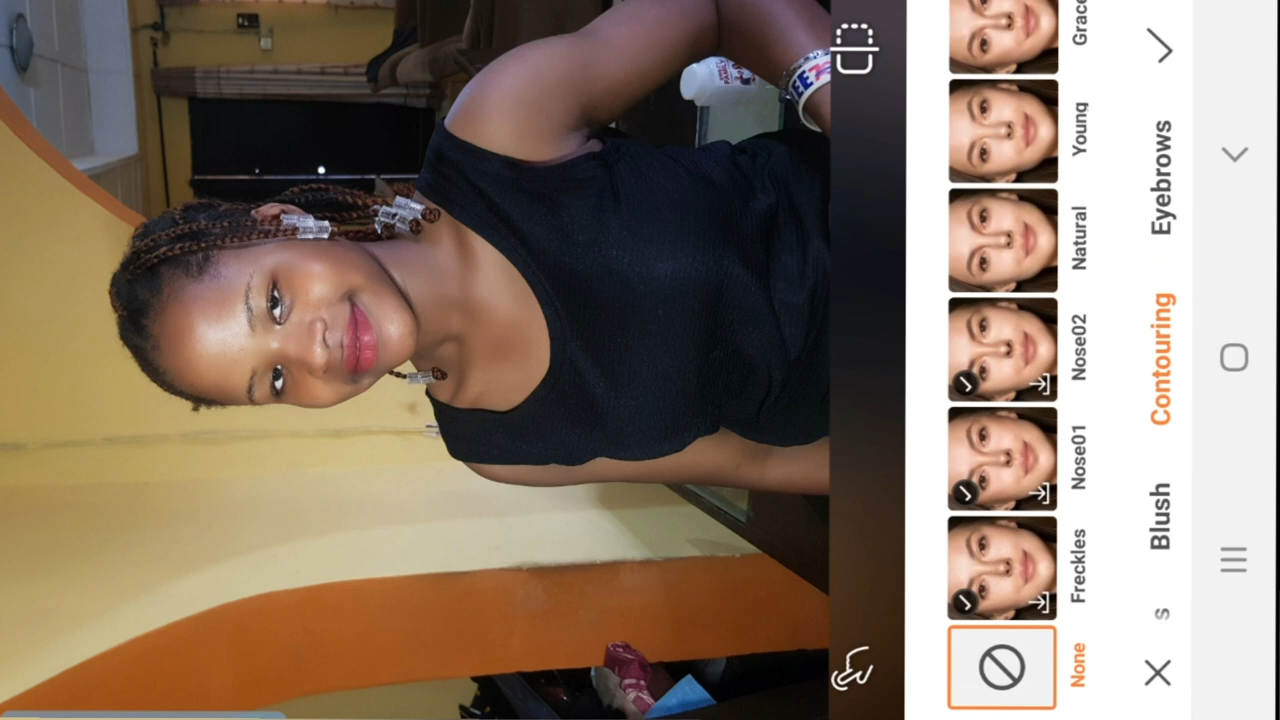 None
Freckles
Nose01
Nose02
Natural
Young
Grace
s
Blush
Contouring
Eyebrows